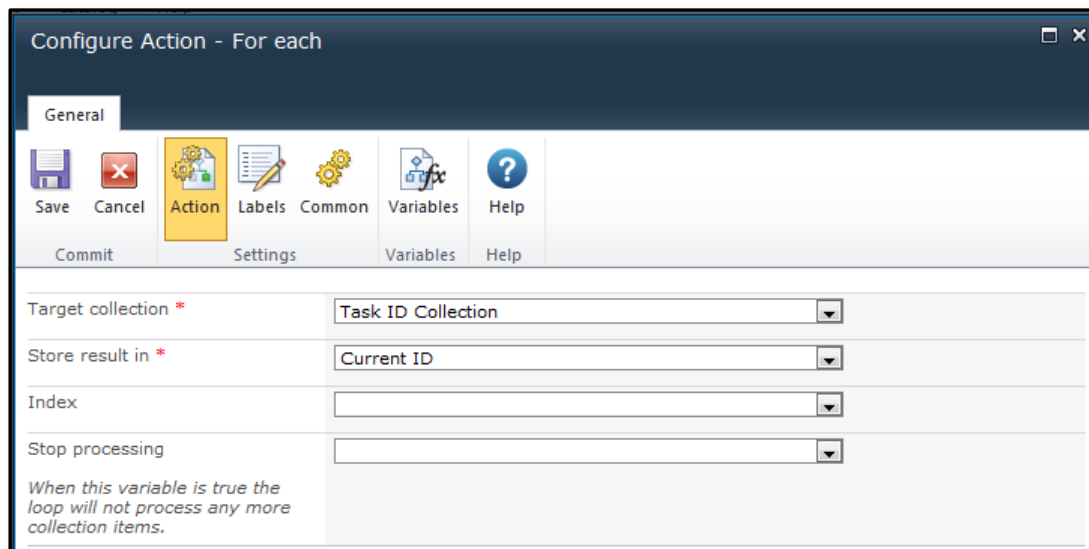 Configure Action - For each
General
Save
Cancel
Action
Labels
Common
Variables
Help
Commit
Settings
Variables
Help
Target collection *
Task ID Collection
Store result in *
Current ID
Index
Stop processing
When this variable is true the
loop will not process any more
collection items.